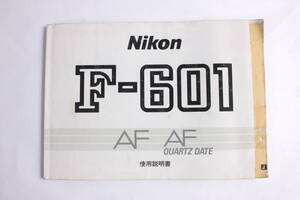 Nikon
F-601
AF AF
QUARTZ DATE
使用説明書
J